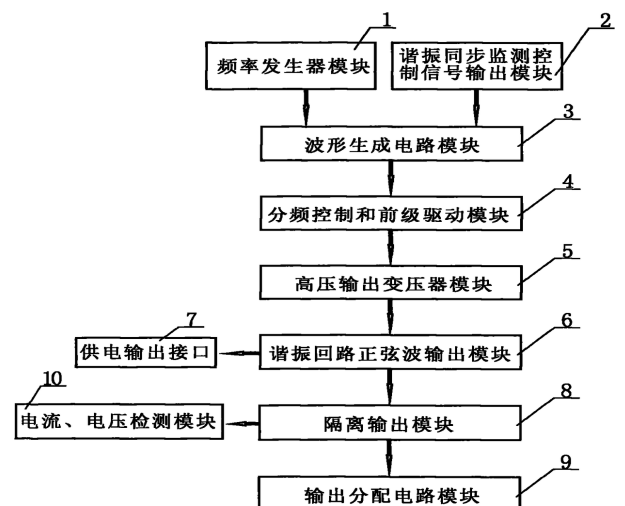 1
2
频率发生器模块
谐振同步监测控
制信号输出模块
3
波形生成电路模块
4
分频控制和前级驱动模块
5
高压输出变压器模块
7
6
供电输出接口
谐振回路正弦波输出模块
10
8
电流、电压检测模块
隔离输出模块
9
输出分配电路模块